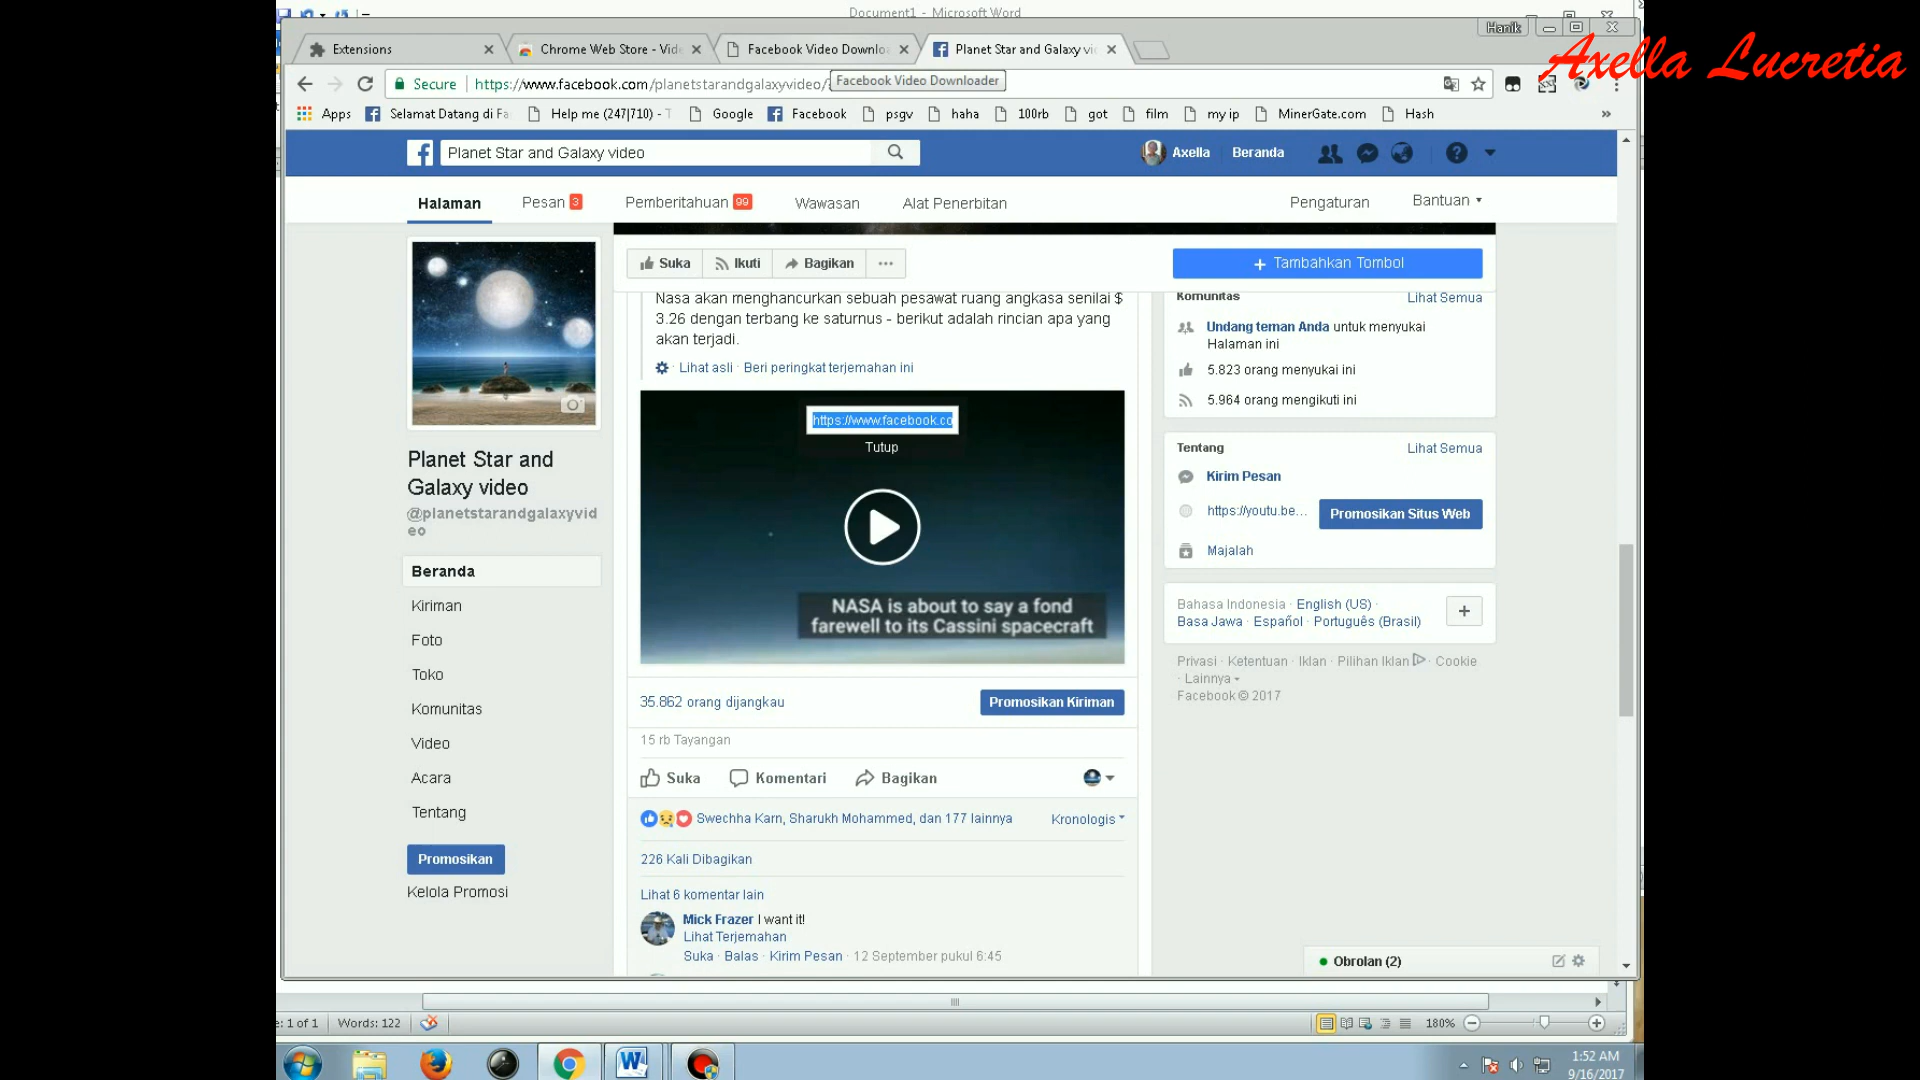 Document1 - Microsoft Word
Hanik
Axella Lucretia
Extensions
Chrome Web Store - Vide
Facebook Video Downlo
Planet Star and Galaxy vi
Secure https://www.facebook.com/planetstarandgalaxyvideo/
Facebook Video Downloader
Apps
Selamat Datang di Fa
Help me (247|710) - T
Google
Facebook
psgv
haha
100rb
got
film
my ip
MinerGate.com
Hash
»
Planet Star and Galaxy video
Axella
Beranda
Halaman
Pesan 3
Pemberitahuan 99
Wawasan
Alat Penerbitan
Pengaturan
Bantuan
Suka
Ikuti
Bagikan
...
+ Tambahkan Tombol
Planet Star and
Galaxy video
@planetstarandgalaxyvid
eo
Beranda
Kiriman
Foto
Toko
Komunitas
Video
Acara
Tentang
Promosikan
Kelola Promosi
Nasa akan menghancurkan sebuah pesawat ruang angkasa senilai $
3.26 dengan terbang ke saturnus - berikut adalah rincian apa yang
akan terjadi.
· Lihat asli · Beri peringkat terjemahan ini
https://www.facebook.co
Tutup
NASA is about to say a fond
farewell to its Cassini spacecraft
35.862 orang dijangkau
Promosikan Kiriman
15 rb Tayangan
Suka
Komentari
Bagikan
Swechha Karn, Sharukh Mohammed, dan 177 lainnya
Kronologis
226 Kali Dibagikan
Lihat 6 komentar lain
Mick Frazer I want it!
Lihat Terjemahan
Suka · Balas · Kirim Pesan · 12 September pukul 6:45
Komunitas
Lihat Semua
Undang teman Anda untuk menyukai
Halaman ini
5.823 orang menyukai ini
5.964 orang mengikuti ini
Tentang
Lihat Semua
Kirim Pesan
https://youtu.be...
Promosikan Situs Web
Majalah
Bahasa Indonesia · English (US) ·
Basa Jawa · Español · Português (Brasil)
+
Privasi · Ketentuan · Iklan · Pilihan Iklan · Cookie
· Lainnya
Facebook © 2017
Obrolan (2)
e: 1 of 1
Words: 122
180%
1:52 AM
9/16/2017